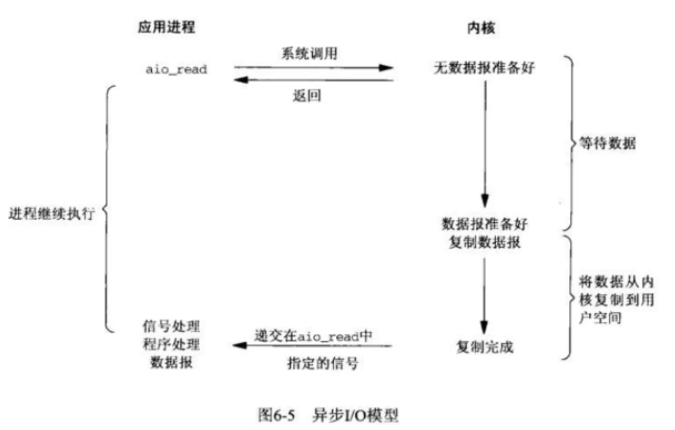 应用进程
内核
aio_read
系统调用
返回
无数据报准备好
等待数据
进程继续执行
数据报准备好
复制数据报
将数据从内
核复制到用
户空间
信号处理
程序处理
数据报
递交在aio_read中
指定的信号
复制完成
图6-5 异步I/O模型